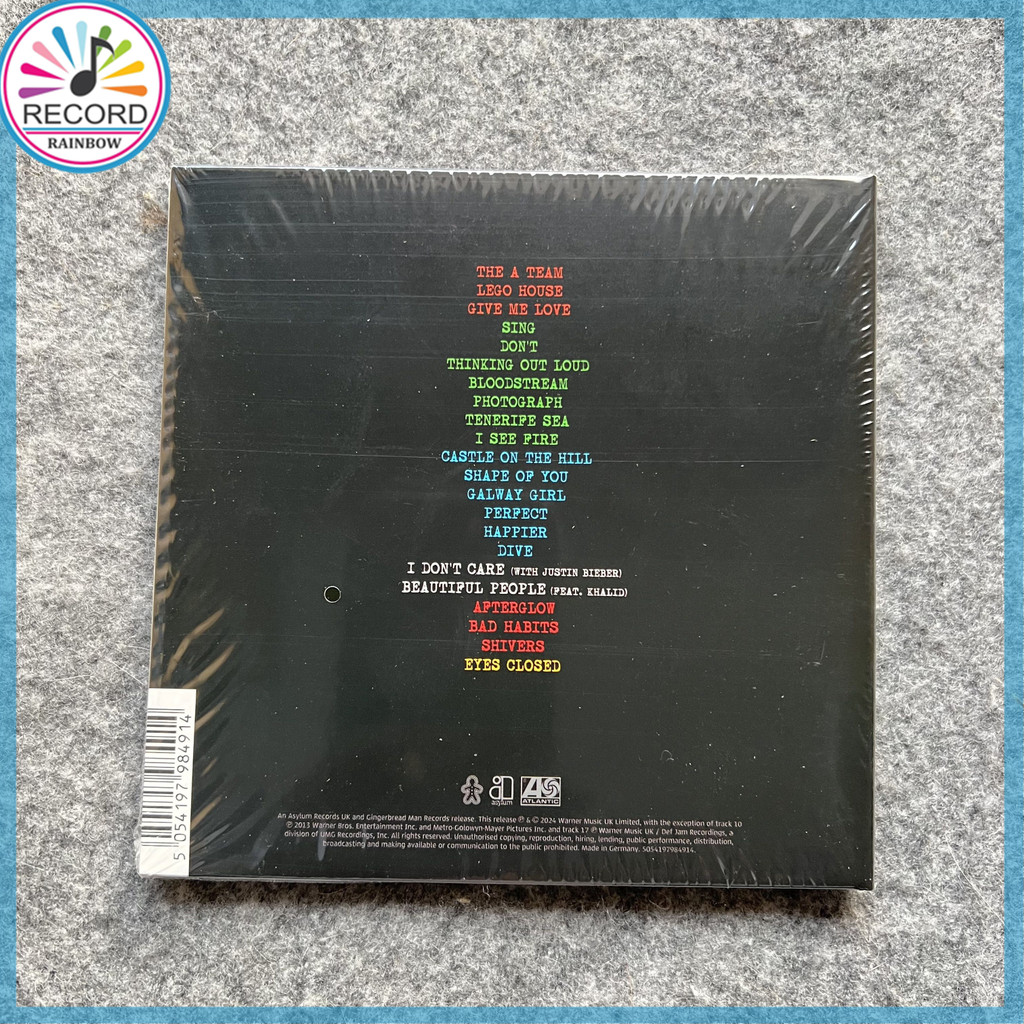 RECORD
RAINBOW
THE A TEAM
LEGO HOUSE
GIVE ME LOVE
SING
DON'T
THINKING OUT LOUD
BLOODSTREAM
PHOTOGRAPH
TENERIFE SEA
I SEE FIRE
CASTLE ON THE HILL
SHAPE OF YOU
GALWAY GIRL
PERFECT
HAPPIER
DIVE
I DON'T CARE (WITH JUSTIN BIEBER)
BEAUTIFUL PEOPLE (FEAT. KHALID)
AFTERGLOW
BAD HABITS
SHIVERS
EYES CLOSED
5 054197 984914
asylum
ATLANTIC
An Asylum Records UK and Gingerbread Man Records release. This release ℗ & © 2024 Warner Music UK Limited, with the exception of track 10
℗ 2013 Warner Bros. Entertainment Inc. and Metro-Goldwyn-Mayer Pictures Inc. and track 17 ℗ Warner Music UK / Def Jam Recordings, a
division of UMG Recordings, Inc. All rights reserved. Unauthorised copying, reproduction, hiring, lending, public performance, distribution,
broadcasting and making available or communication to the public prohibited. Made in Germany. 5054197984914.